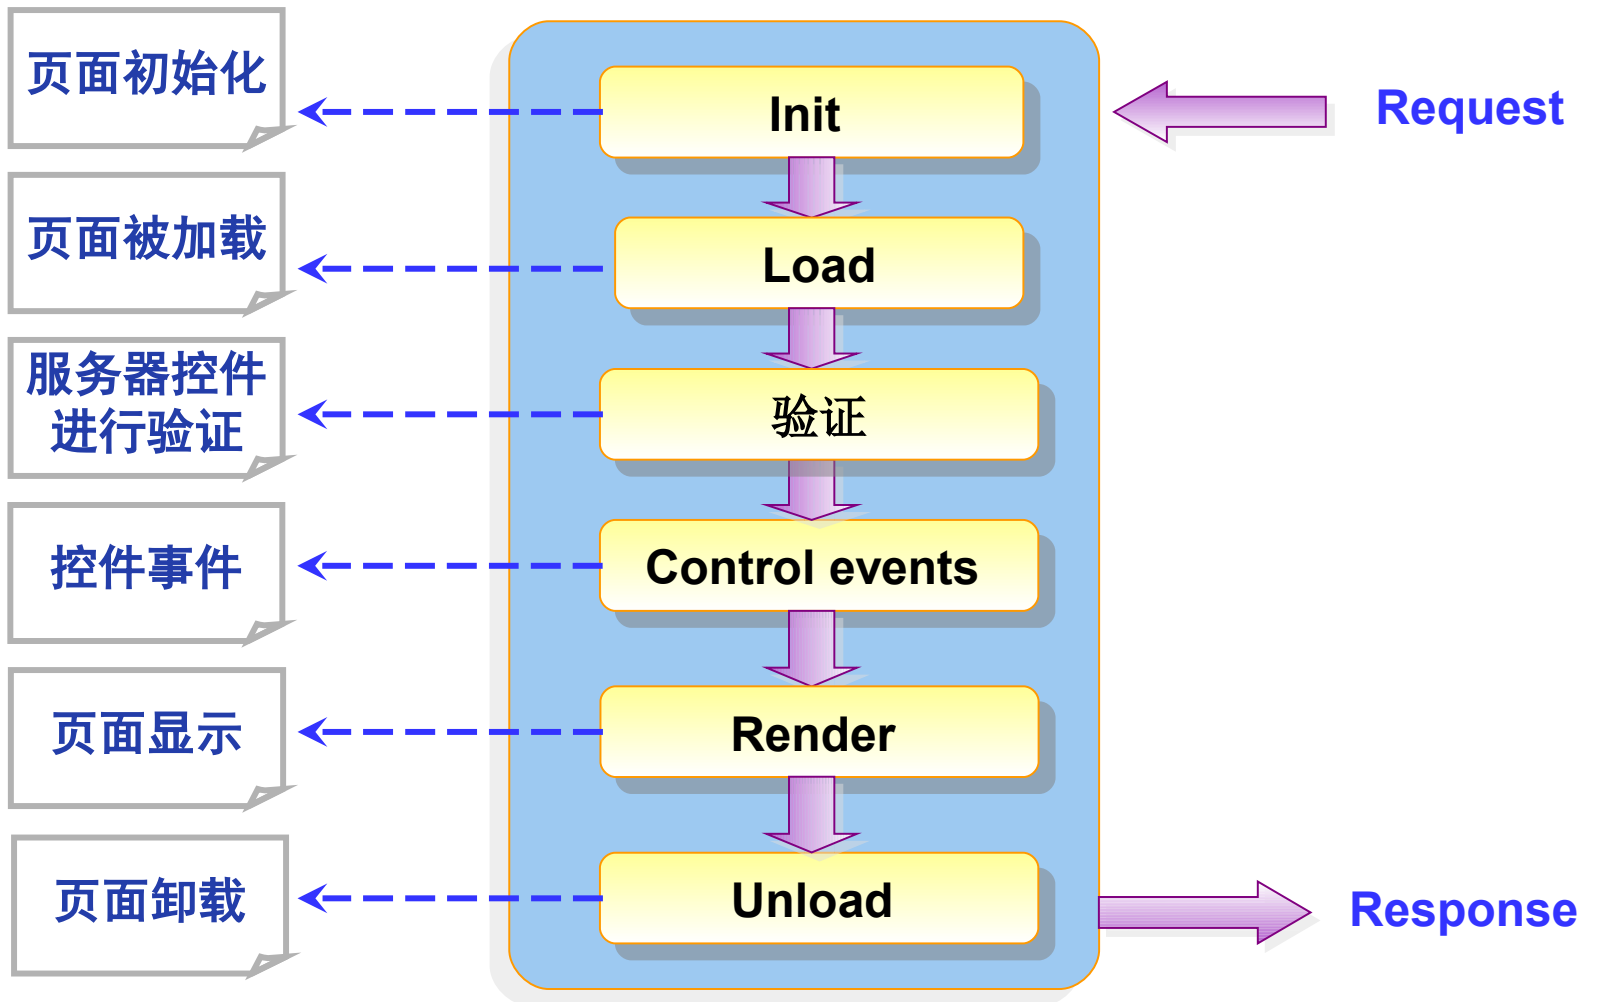 页面初始化
Init
Request
页面被加载
Load
服务器控件
进行验证
验证
控件事件
Control events
页面显示
Render
页面卸载
Unload
Response